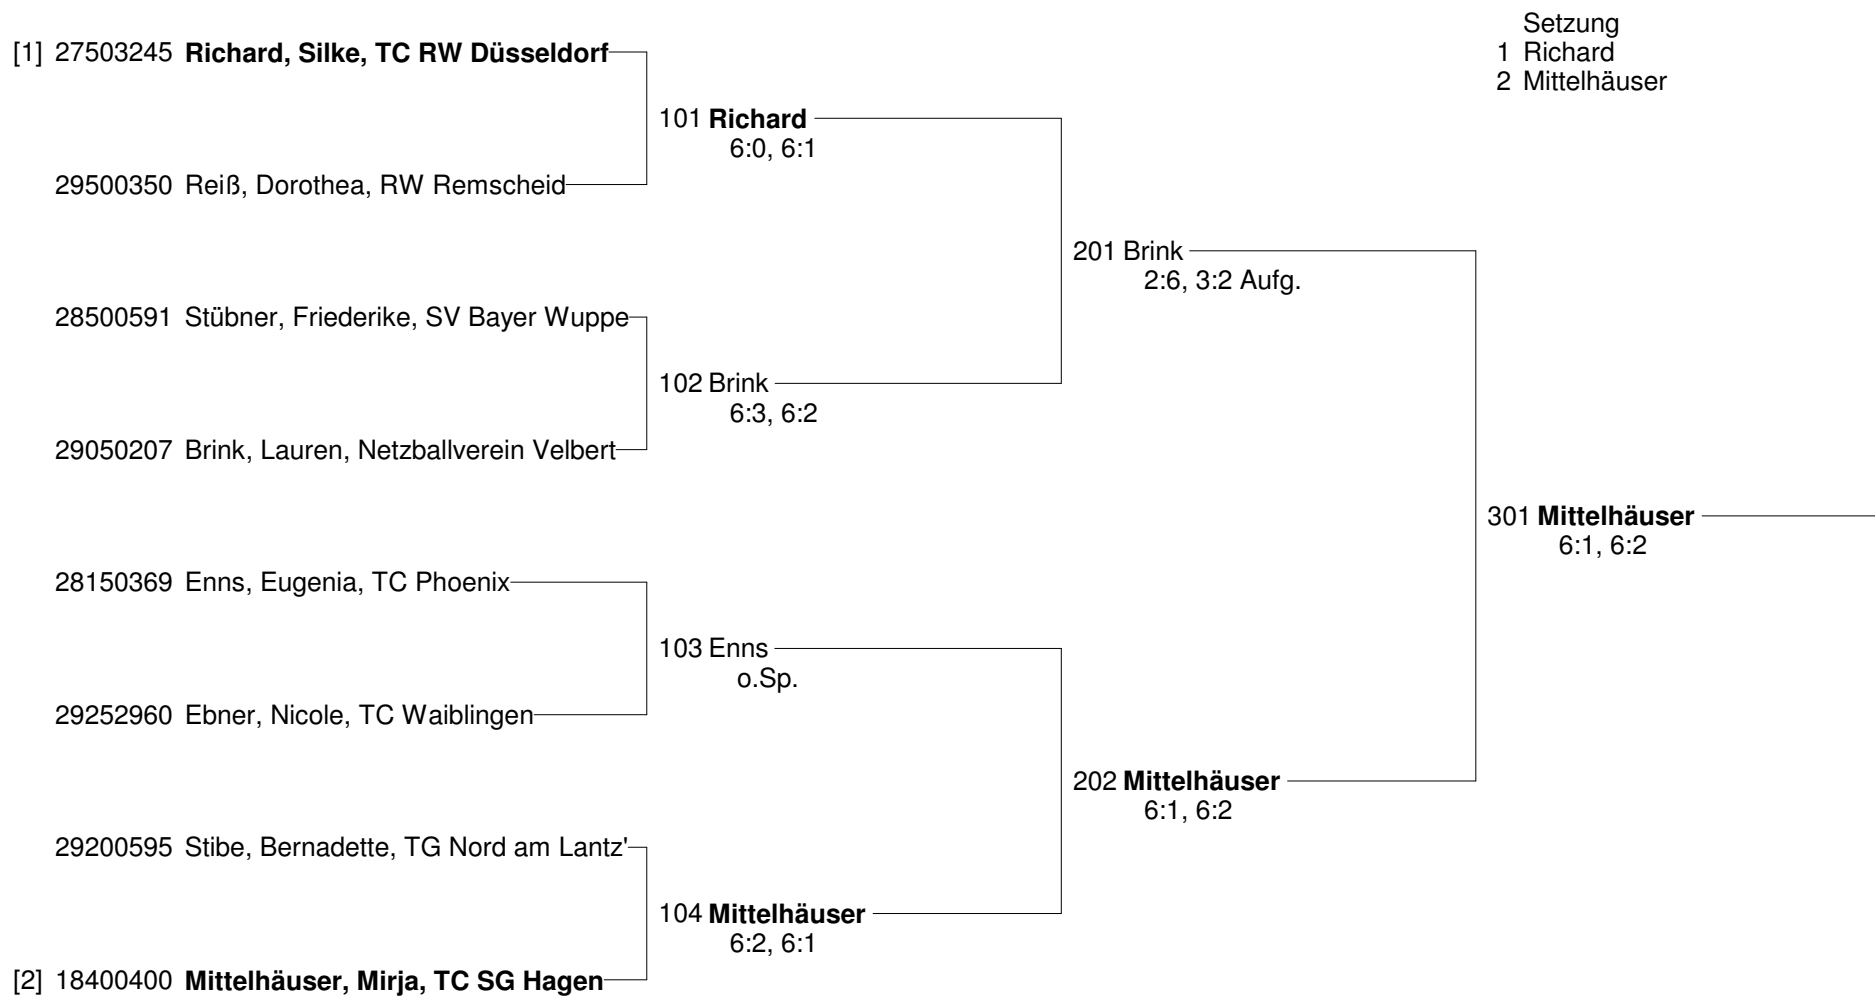 Setzung
1 Richard
2 Mittelhäuser
[1] 27503245 Richard, Silke, TC RW Düsseldorf
101 Richard
6:0, 6:1
29500350 Reiß, Dorothea, RW Remscheid
201 Brink
2:6, 3:2 Aufg.
28500591 Stübner, Friederike, SV Bayer Wuppe
102 Brink
6:3, 6:2
29050207 Brink, Lauren, Netzballverein Velbert
301 Mittelhäuser
6:1, 6:2
28150369 Enns, Eugenia, TC Phoenix
103 Enns
o.Sp.
29252960 Ebner, Nicole, TC Waiblingen
202 Mittelhäuser
6:1, 6:2
29200595 Stibe, Bernadette, TG Nord am Lantz'
104 Mittelhäuser
6:2, 6:1
[2] 18400400 Mittelhäuser, Mirja, TC SG Hagen